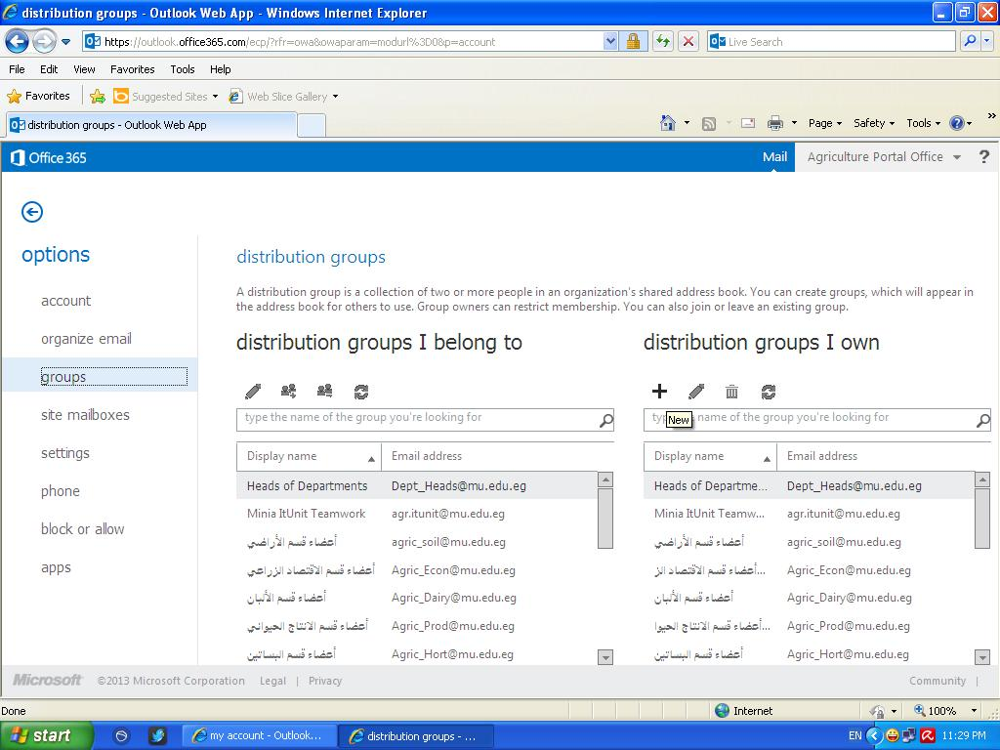 distribution groups - Outlook Web App - Windows Internet Explorer
https://outlook.office365.com/ecp/?rfr=owa&owaparam=modurl%3D0&p=account
Live Search
File Edit View Favorites Tools Help
Favorites Suggested Sites Web Slice Gallery
distribution groups - Outlook Web App
Page Safety Tools »
Office 365 Mail Agriculture Portal Office ?
options
account
organize email
groups
site mailboxes
settings
phone
block or allow
apps
distribution groups
A distribution group is a collection of two or more people in an organization's shared address book. You can create groups, which will appear in
the address book for others to use. Group owners can restrict membership. You can also join or leave an existing group.
distribution groups I belong to
type the name of the group you're looking for
Display name Email address
Heads of Departments Dept_Heads@mu.edu.eg
Minia ItUnit Teamwork agr.itunit@mu.edu.eg
أعضاء قسم الأراضي agric_soil@mu.edu.eg
أعضاء قسم الاقتصاد الزراعي Agric_Econ@mu.edu.eg
أعضاء قسم الألبان Agric_Dairy@mu.edu.eg
أعضاء قسم الانتاج الحيواني Agric_Prod@mu.edu.eg
أعضاء قسم البساتين Agric_Hort@mu.edu.eg
distribution groups I own
New
name of the group you're looking for
Display name Email address
Heads of Departme... Dept_Heads@mu.edu.eg
Minia ItUnit Teamw... agr.itunit@mu.edu.eg
أعضاء قسم الأراضي agric_soil@mu.edu.eg
أعضاء قسم الاقتصاد الز... Agric_Econ@mu.edu.eg
أعضاء قسم الألبان Agric_Dairy@mu.edu.eg
أعضاء قسم الانتاج الحيوا... Agric_Prod@mu.edu.eg
أعضاء قسم البساتين Agric_Hort@mu.edu.eg
Microsoft ©2013 Microsoft Corporation Legal | Privacy Community |
Done Internet 100%
start my account - Outlook... distribution groups - ... EN 11:29 PM